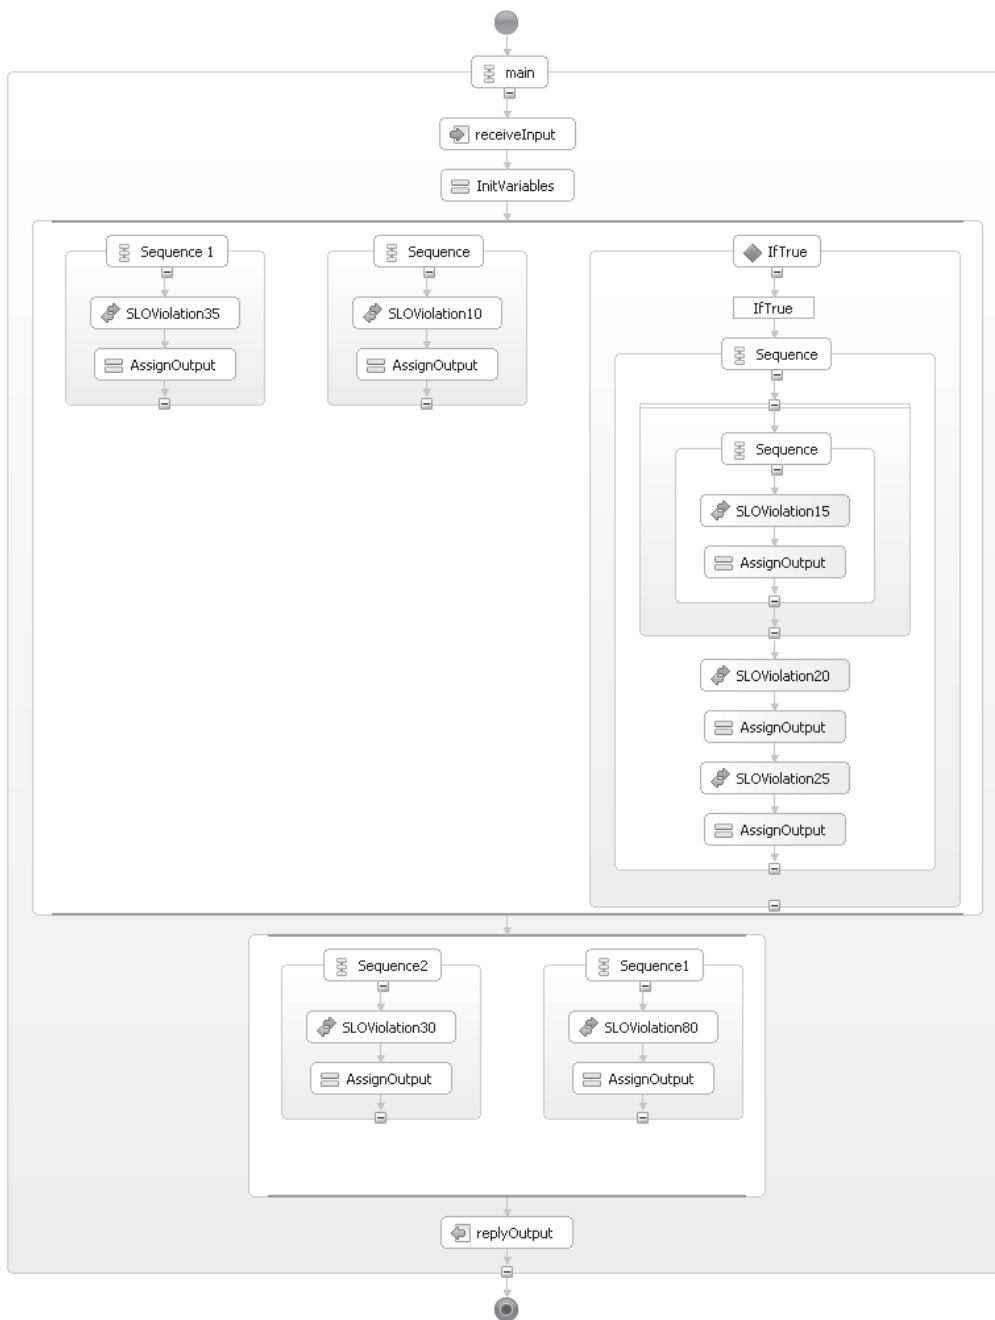 main
receiveInput
InitVariables
Sequence 1
SLOViolation35
AssignOutput
Sequence
SLOViolation10
AssignOutput
IfTrue
IfTrue
Sequence
Sequence
SLOViolation15
AssignOutput
SLOViolation20
AssignOutput
SLOViolation25
AssignOutput
Sequence2
SLOViolation30
AssignOutput
Sequence1
SLOViolation80
AssignOutput
replyOutput